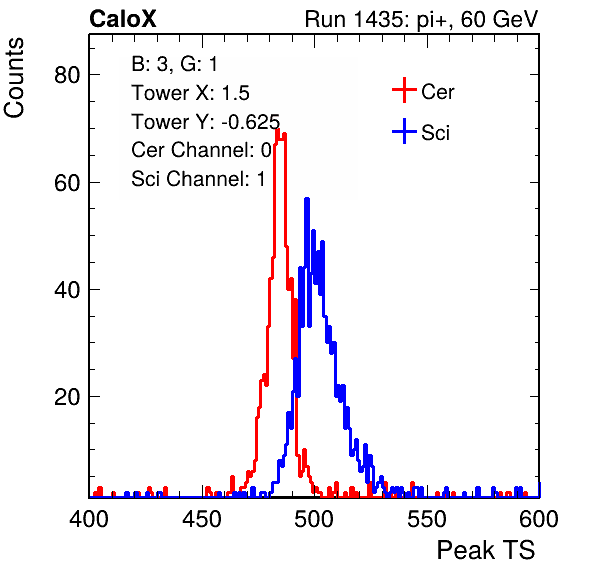 CaloX Run 1435: pi+, 60 GeV
Counts
B: 3, G: 1
Tower X: 1.5
Tower Y: -0.625
Cer Channel: 0
Sci Channel: 1
Cer
Sci
80
60
40
20
400 450 500 550 600
Peak TS